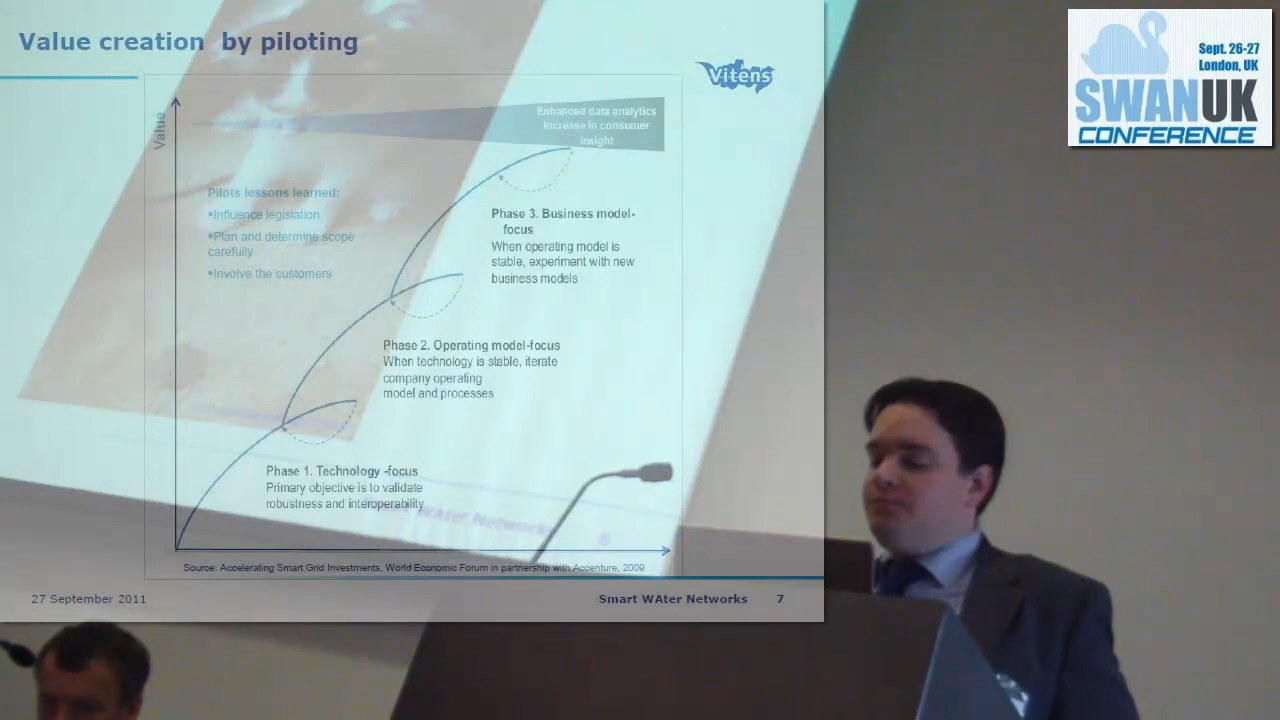 Value creation by piloting
Vitens
Sept. 26-27
London, UK
SWANUK
CONFERENCE
Value
Enhanced data analytics
Increase in consumer
insight
Pilots lessons learned:
▪Influence legislation
▪Plan and determine scope
carefully
▪Involve the customers
Phase 3. Business model-
focus
When operating model is
stable, experiment with new
business models
Phase 2. Operating model-focus
When technology is stable, iterate
company operating
model and processes
Phase 1. Technology -focus
Primary objective is to validate
robustness and interoperability
WAter Networks
Source: Accelerating Smart Grid Investments, World Economic Forum in partnership with Accenture, 2009
27 September 2011
Smart WAter Networks 7